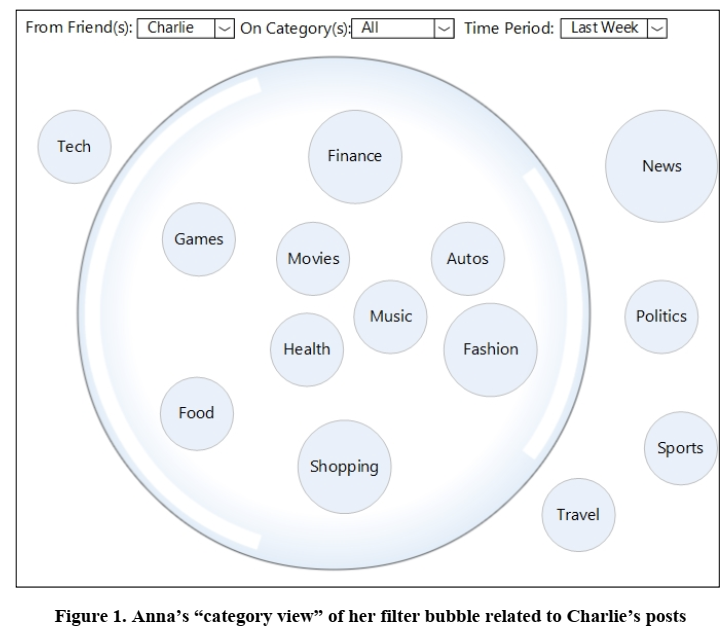 From Friend(s): Charlie On Category(s): All Time Period: Last Week
Tech
Finance
News
Games
Movies
Autos
Music
Politics
Health
Fashion
Food
Shopping
Sports
Travel
Figure 1. Anna’s “category view” of her filter bubble related to Charlie’s posts